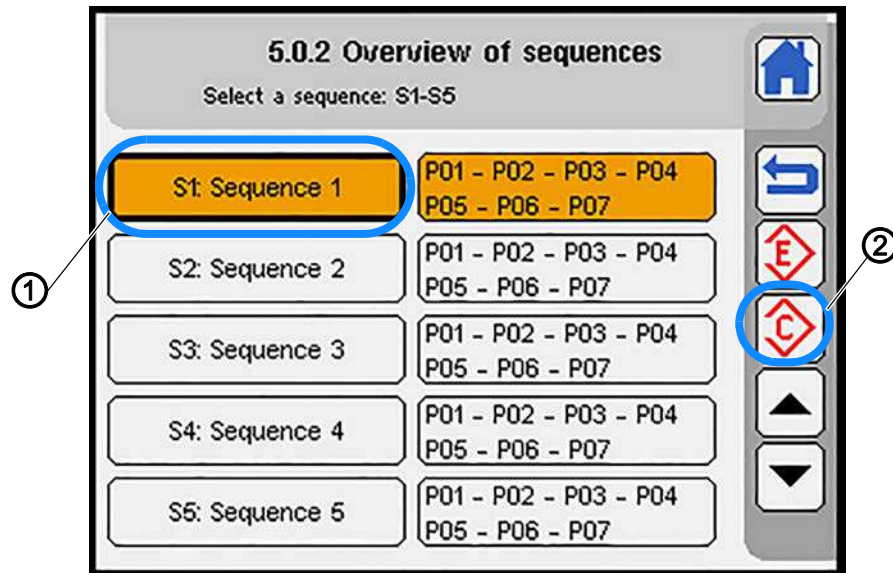 5.0.2 Overview of sequences
Select a sequence: S1-S5
S1: Sequence 1
P01 - P02 - P03 - P04
P05 - P06 - P07
S2: Sequence 2
P01 - P02 - P03 - P04
P05 - P06 - P07
S3: Sequence 3
P01 - P02 - P03 - P04
P05 - P06 - P07
S4: Sequence 4
P01 - P02 - P03 - P04
P05 - P06 - P07
S5: Sequence 5
P01 - P02 - P03 - P04
P05 - P06 - P07
E
C
①
②